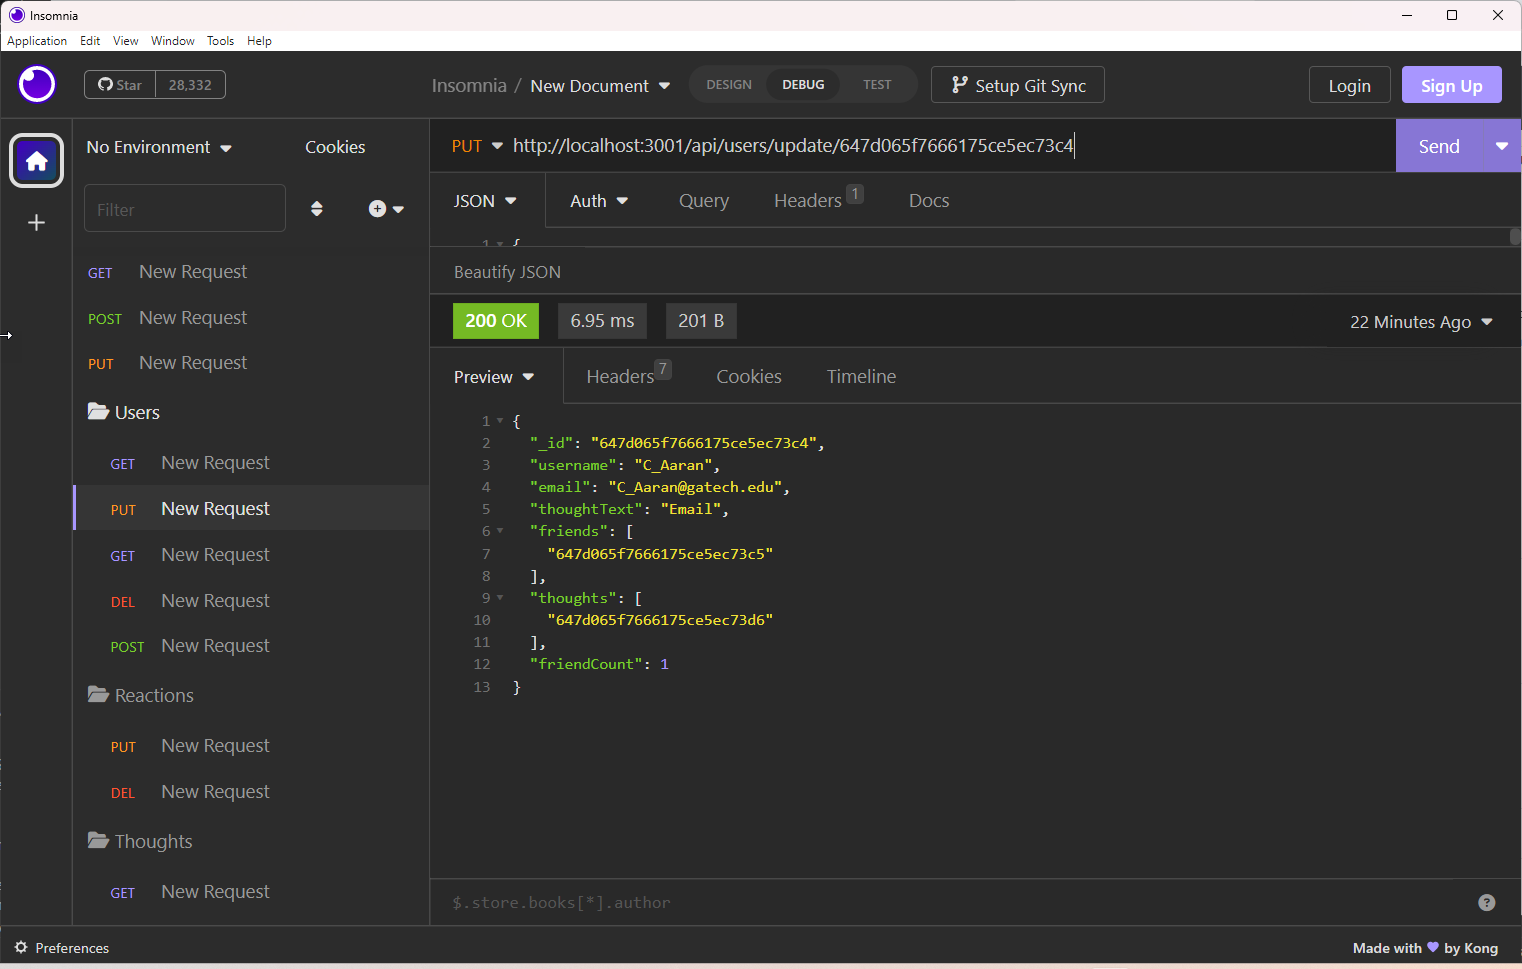 Insomnia
Application Edit View Window Tools Help
Star 28,332
Insomnia / New Document
DESIGN DEBUG TEST
Setup Git Sync
Login
Sign Up
No Environment
Cookies
Filter
GET New Request
POST New Request
PUT New Request
Users
GET New Request
PUT New Request
GET New Request
DEL New Request
POST New Request
Reactions
PUT New Request
DEL New Request
Thoughts
GET New Request
PUT http://localhost:3001/api/users/update/647d065f7666175ce5ec73c4
Send
JSON Auth Query Headers 1 Docs
1 {
Beautify JSON
200 OK 6.95 ms 201 B
22 Minutes Ago
Preview Headers 7 Cookies Timeline
1 {
2 "_id": "647d065f7666175ce5ec73c4",
3 "username": "C_Aaran",
4 "email": "C_Aaran@gatech.edu",
5 "thoughtText": "Email",
6 "friends": [
7 "647d065f7666175ce5ec73c5"
8 ],
9 "thoughts": [
10 "647d065f7666175ce5ec73d6"
11 ],
12 "friendCount": 1
13 }
$.store.books[*].author
?
Preferences
Made with 💜 by Kong